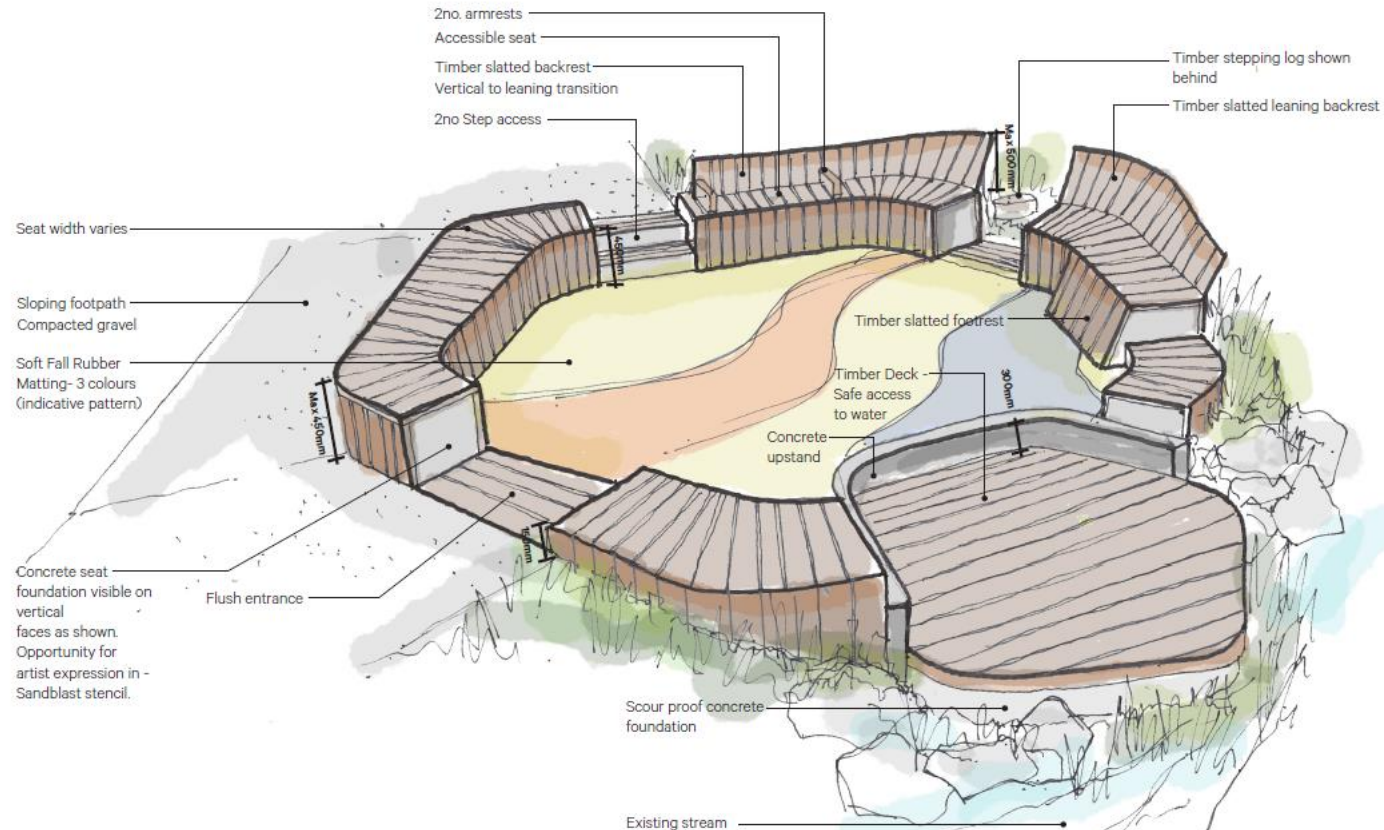 2no. armrests
Accessible seat
Timber slatted backrest
Vertical to leaning transition
2no Step access
Timber stepping log shown
behind
Timber slatted leaning backrest
Max 500mm
Seat width varies
450mm
Sloping footpath
Compacted gravel
Timber slatted footrest
Soft Fall Rubber
Matting- 3 colours
(indicative pattern)
Timber Deck -
Safe access
to water
300mm
Max 450mm
Concrete
upstand
150mm
Concrete seat
foundation visible on
vertical
faces as shown.
Opportunity for
artist expression in -
Sandblast stencil.
Flush entrance
Scour proof concrete
foundation
Existing stream